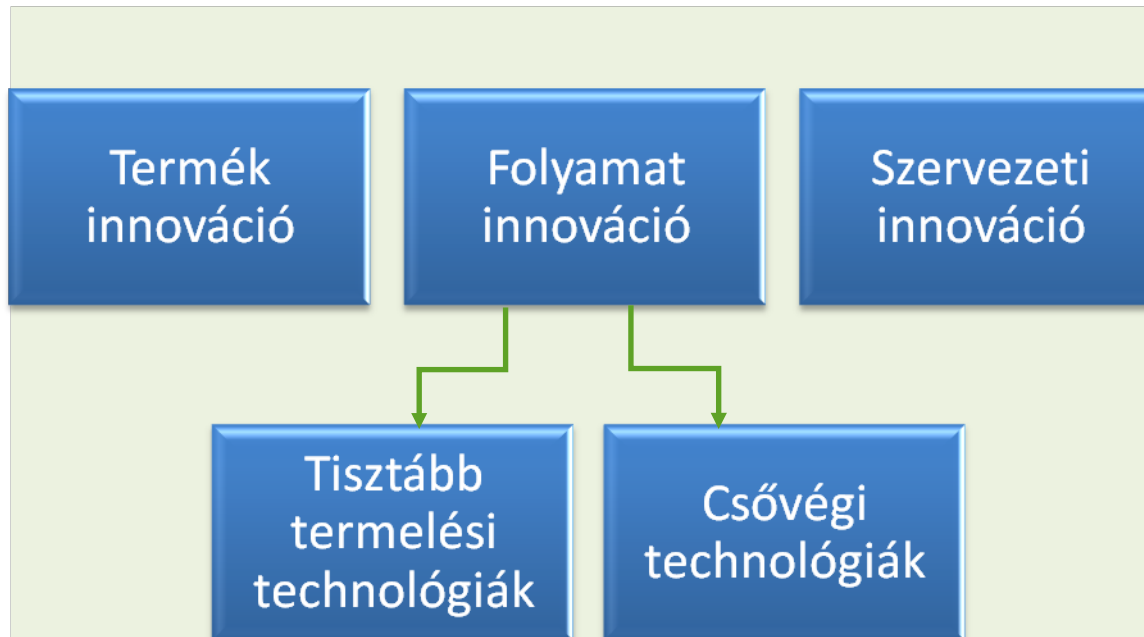 Termék
innováció
Folyamat
innováció
Szervezeti
innováció
Tisztább
termelési
technológiák
Csővégi
technológiák